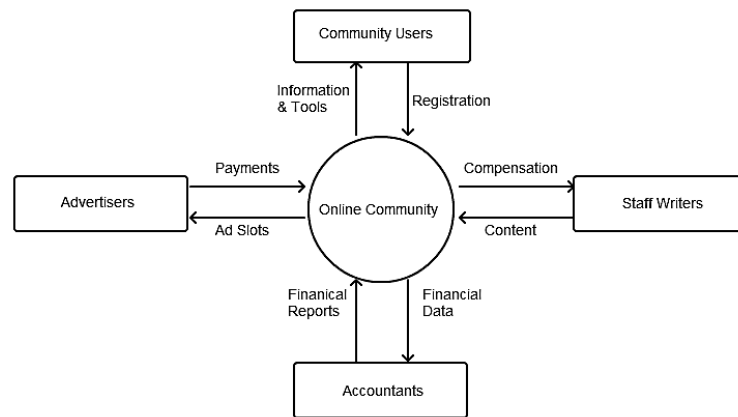 Community Users
Information
& Tools
Registration
Payments
Compensation
Advertisers
Online Community
Staff Writers
Ad Slots
Content
Finanical
Reports
Financial
Data
Accountants